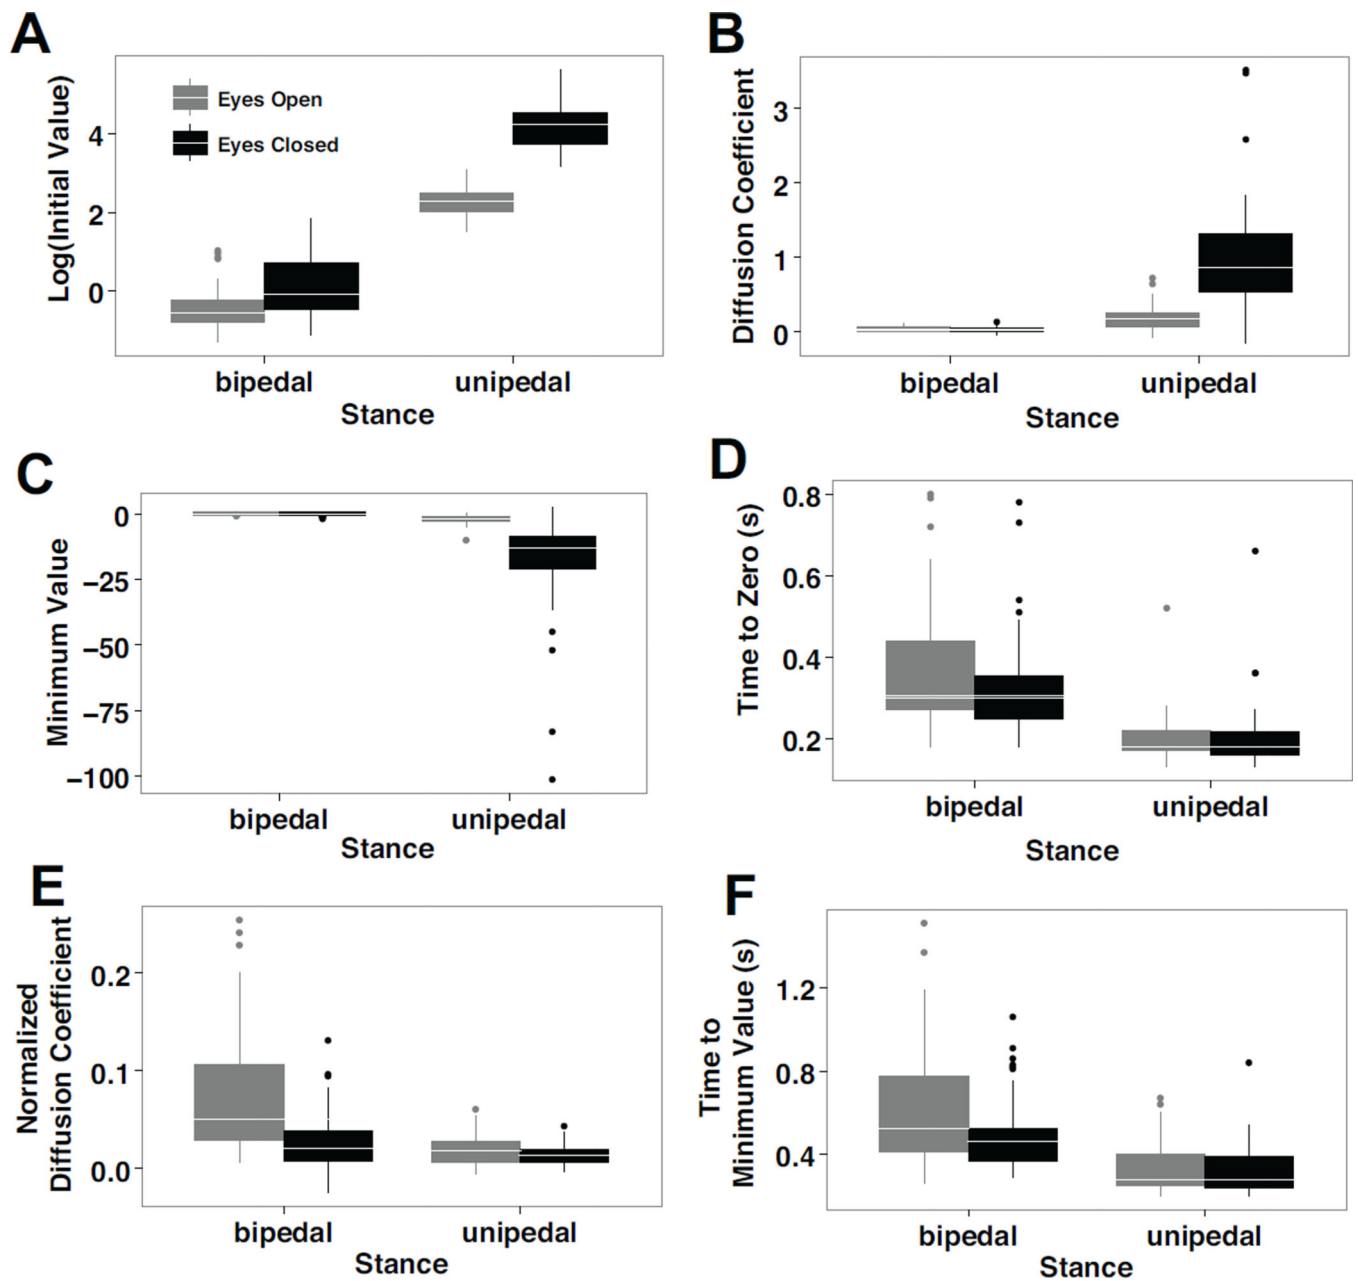 A
Log(Initial Value)
4
2
0
Eyes Open
Eyes Closed
bipedal unipedal
Stance
B
Diffusion Coefficient
3
2
1
0
bipedal unipedal
Stance
C
Minimum Value
0
−25
−50
−75
−100
bipedal unipedal
Stance
D
Time to Zero (s)
0.8
0.6
0.4
0.2
bipedal unipedal
Stance
E
Normalized
Diffusion Coefficient
0.2
0.1
0.0
bipedal unipedal
Stance
F
Time to
Minimum Value (s)
1.2
0.8
0.4
bipedal unipedal
Stance